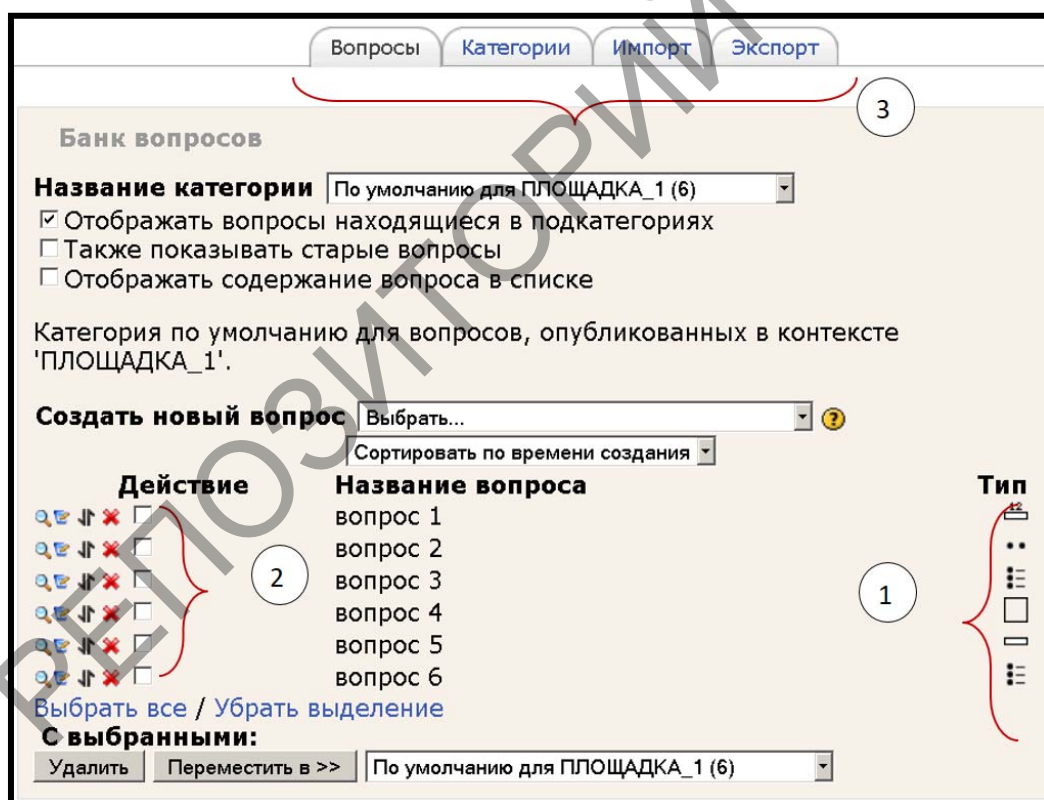 Вопросы Категории Импорт Экспорт
3
Банк вопросов
Название категории По умолчанию для ПЛОЩАДКА_1 (6)
Отображать вопросы находящиеся в подкатегориях
Также показывать старые вопросы
Отображать содержание вопроса в списке
Категория по умолчанию для вопросов, опубликованных в контексте
'ПЛОЩАДКА_1'.
Создать новый вопрос Выбрать... ?
Сортировать по времени создания
Действие Название вопроса Тип
вопрос 1 12
вопрос 2
вопрос 3
2
1
вопрос 4
вопрос 5
вопрос 6
Выбрать все / Убрать выделение
С выбранными:
Удалить Переместить в >> По умолчанию для ПЛОЩАДКА_1 (6)
РЕПОЗИТОРИЙ